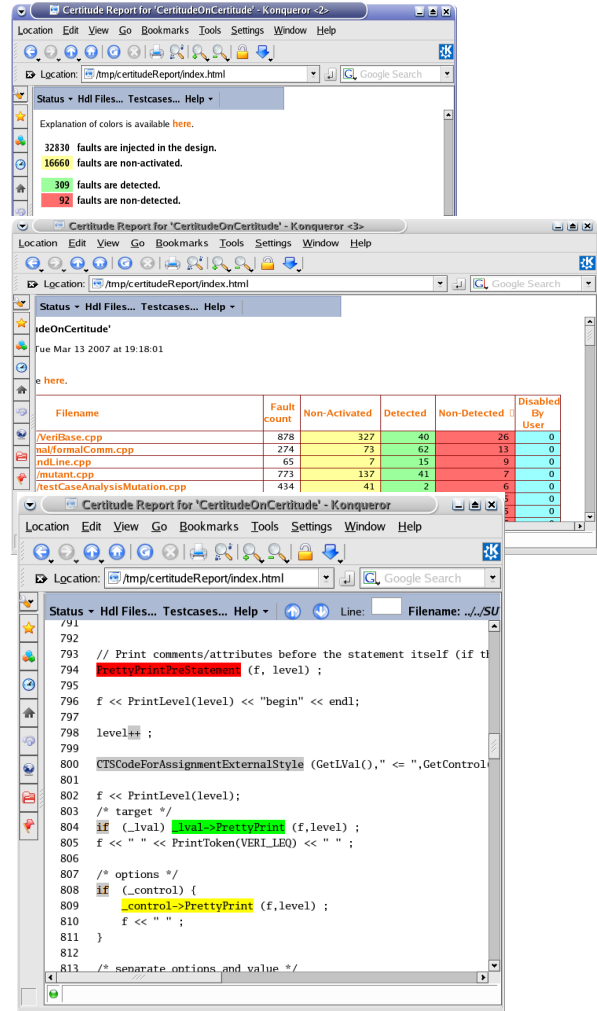 Certitude Report for 'CertitudeOnCertitude' - Konqueror <2>
Location Edit View Go Bookmarks Tools Settings Window Help
Location: /tmp/certitudeReport/index.html Google Search
Status Hdl Files... Testcases... Help
Explanation of colors is available here.
32830 faults are injected in the design.
16660 faults are non-activated.
309 faults are detected.
92 faults are non-detected.
Certitude Report for 'CertitudeOnCertitude' - Konqueror <3>
Location Edit View Go Bookmarks Tools Settings Window Help
Location: /tmp/certitudeReport/index.html Google Search
Status Hdl Files... Testcases... Help
udeOnCertitude'
Tue Mar 13 2007 at 19:18:01
e here.
Filename Fault count Non-Activated Detected Non-Detected Disabled By User
/VeriBase.cpp 878 327 40 26 0
mal/formalComm.cpp 274 73 62 13 0
ndLine.cpp 65 7 15 9 0
/mutant.cpp 773 137 41 7 0
/testCaseAnalysisMutation.cpp 434 41 2 6 0
0
0
Certitude Report for 'CertitudeOnCertitude' - Konqueror
Location Edit View Go Bookmarks Tools Settings Window Help
Location: /tmp/certitudeReport/index.html Google Search
Status Hdl Files... Testcases... Help Line: Filename: ../../SU
791
792
793 // Print comments/attributes before the statement itself (if th
794 PrettyPrintPreStatement (f, level) ;
795
796 f << PrintLevel(level) << "begin" << endl;
797
798 level++ ;
799
800 CTSCodeForAssignmentExternalStyle (GetLVal()," <= ",GetControl
801
802 f << PrintLevel(level);
803 /* target */
804 if (_lval) _lval->PrettyPrint (f,level) ;
805 f << " " << PrintToken(VERI_LEQ) << " " ;
806
807 /* options */
808 if (_control) {
809 _control->PrettyPrint (f,level) ;
810 f << " " ;
811 }
812
813 /* separate options and value */